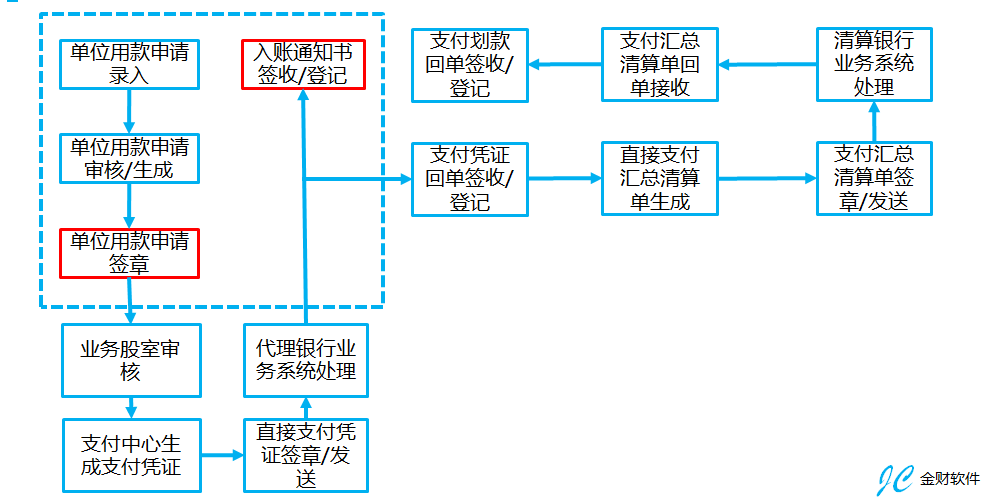 单位用款申请
录入
单位用款申请
审核/生成
单位用款申请
签章
业务股室审
核
支付中心生
成支付凭证
直接支付凭
证签章/发
送
代理银行业
务系统处理
入账通知书
签收/登记
支付凭证
回单签收/
登记
直接支付
汇总清算
单生成
支付汇总
清算单签
章/发送
清算银行
业务系统
处理
支付汇总
清算单回
单接收
支付划款
回单签收/
登记
JC 金财软件